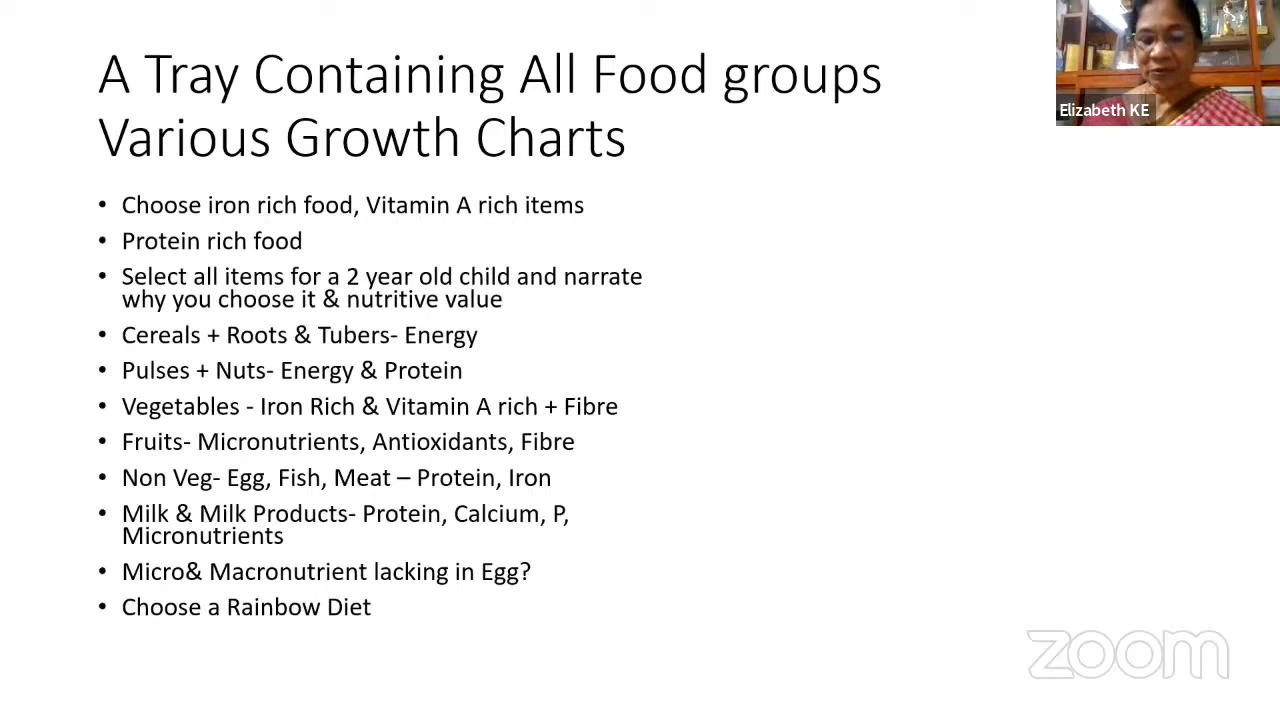 A Tray Containing All Food groups
Various Growth Charts
Elizabeth KE
• Choose iron rich food, Vitamin A rich items
• Protein rich food
• Select all items for a 2 year old child and narrate
why you choose it & nutritive value
• Cereals + Roots & Tubers- Energy
• Pulses + Nuts- Energy & Protein
• Vegetables - Iron Rich & Vitamin A rich + Fibre
• Fruits- Micronutrients, Antioxidants, Fibre
• Non Veg- Egg, Fish, Meat – Protein, Iron
• Milk & Milk Products- Protein, Calcium, P,
Micronutrients
• Micro& Macronutrient lacking in Egg?
• Choose a Rainbow Diet
zoom